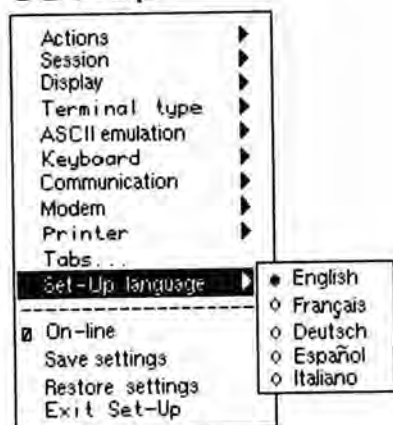 Actions
Session
Display
Terminal type
ASCII emulation
Keyboard
Communication
Modem
Printer
Tabs...
Set-Up language
On-line
Save settings
Restore settings
Exit Set-Up
English
Français
Deutsch
Español
Italiano